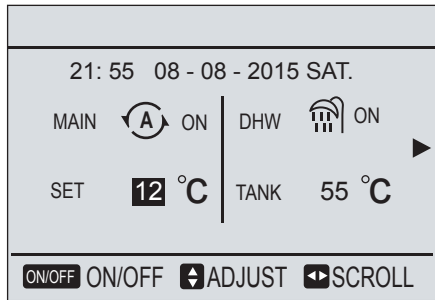 21: 55 08 - 08 - 2015 SAT.
MAIN A ON DHW ON
SET 12 °C TANK 55 °C
ON/OFF ON/OFF ADJUST SCROLL